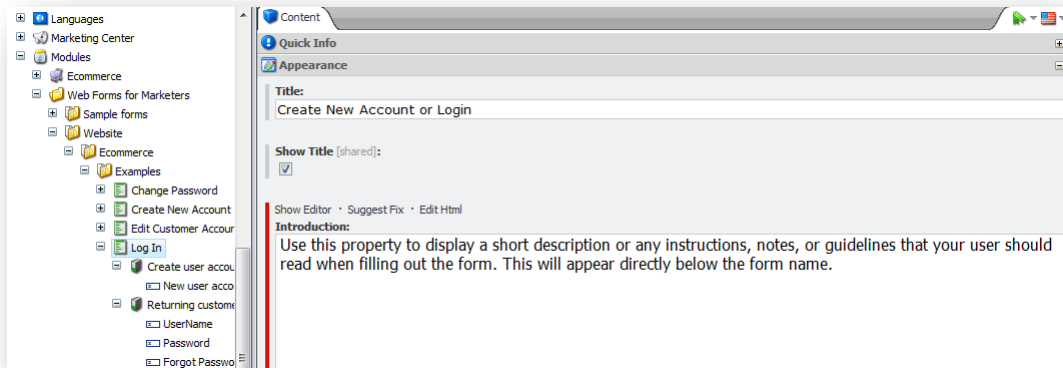 Languages
Marketing Center
Modules
Ecommerce
Web Forms for Marketers
Sample forms
Website
Ecommerce
Examples
Change Password
Create New Account
Edit Customer Accour
Log In
Create user accou
New user acco
Returning custome
UserName
Password
Forgot Passwo
Content
Quick Info
Appearance
Title:
Create New Account or Login
Show Title [shared]:
Show Editor · Suggest Fix · Edit Html
Introduction:
Use this property to display a short description or any instructions, notes, or guidelines that your user should
read when filling out the form. This will appear directly below the form name.